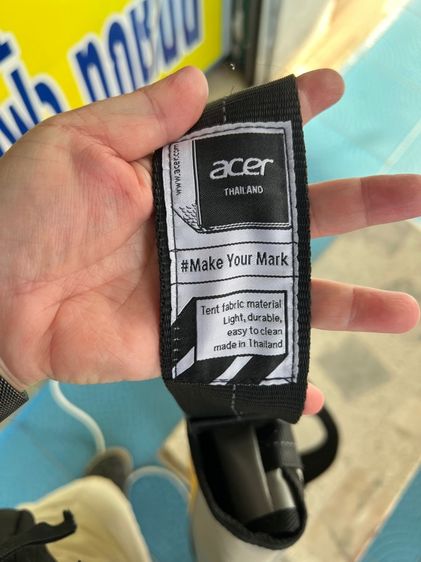 www.acer.com
acer
THAILAND
#Make Your Mark
Tent fabric material
Light, durable,
easy to clean
made in Thailand